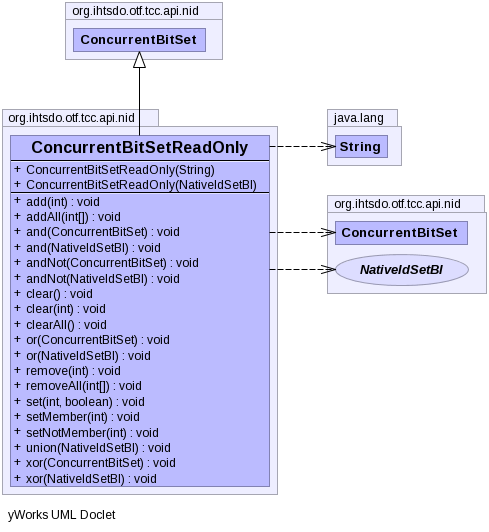 org.ihtsdo.otf.tcc.api.nid
ConcurrentBitSet
org.ihtsdo.otf.tcc.api.nid
ConcurrentBitSetReadOnly
+ ConcurrentBitSetReadOnly(String)
+ ConcurrentBitSetReadOnly(NativeIdSetBI)
+ add(int) : void
+ addAll(int[]) : void
+ and(ConcurrentBitSet) : void
+ and(NativeIdSetBI) : void
+ andNot(ConcurrentBitSet) : void
+ andNot(NativeIdSetBI) : void
+ clear() : void
+ clear(int) : void
+ clearAll() : void
+ or(ConcurrentBitSet) : void
+ or(NativeIdSetBI) : void
+ remove(int) : void
+ removeAll(int[]) : void
+ set(int, boolean) : void
+ setMember(int) : void
+ setNotMember(int) : void
+ union(NativeIdSetBI) : void
+ xor(ConcurrentBitSet) : void
+ xor(NativeIdSetBI) : void
java.lang
String
org.ihtsdo.otf.tcc.api.nid
ConcurrentBitSet
NativeIdSetBI
yWorks UML Doclet